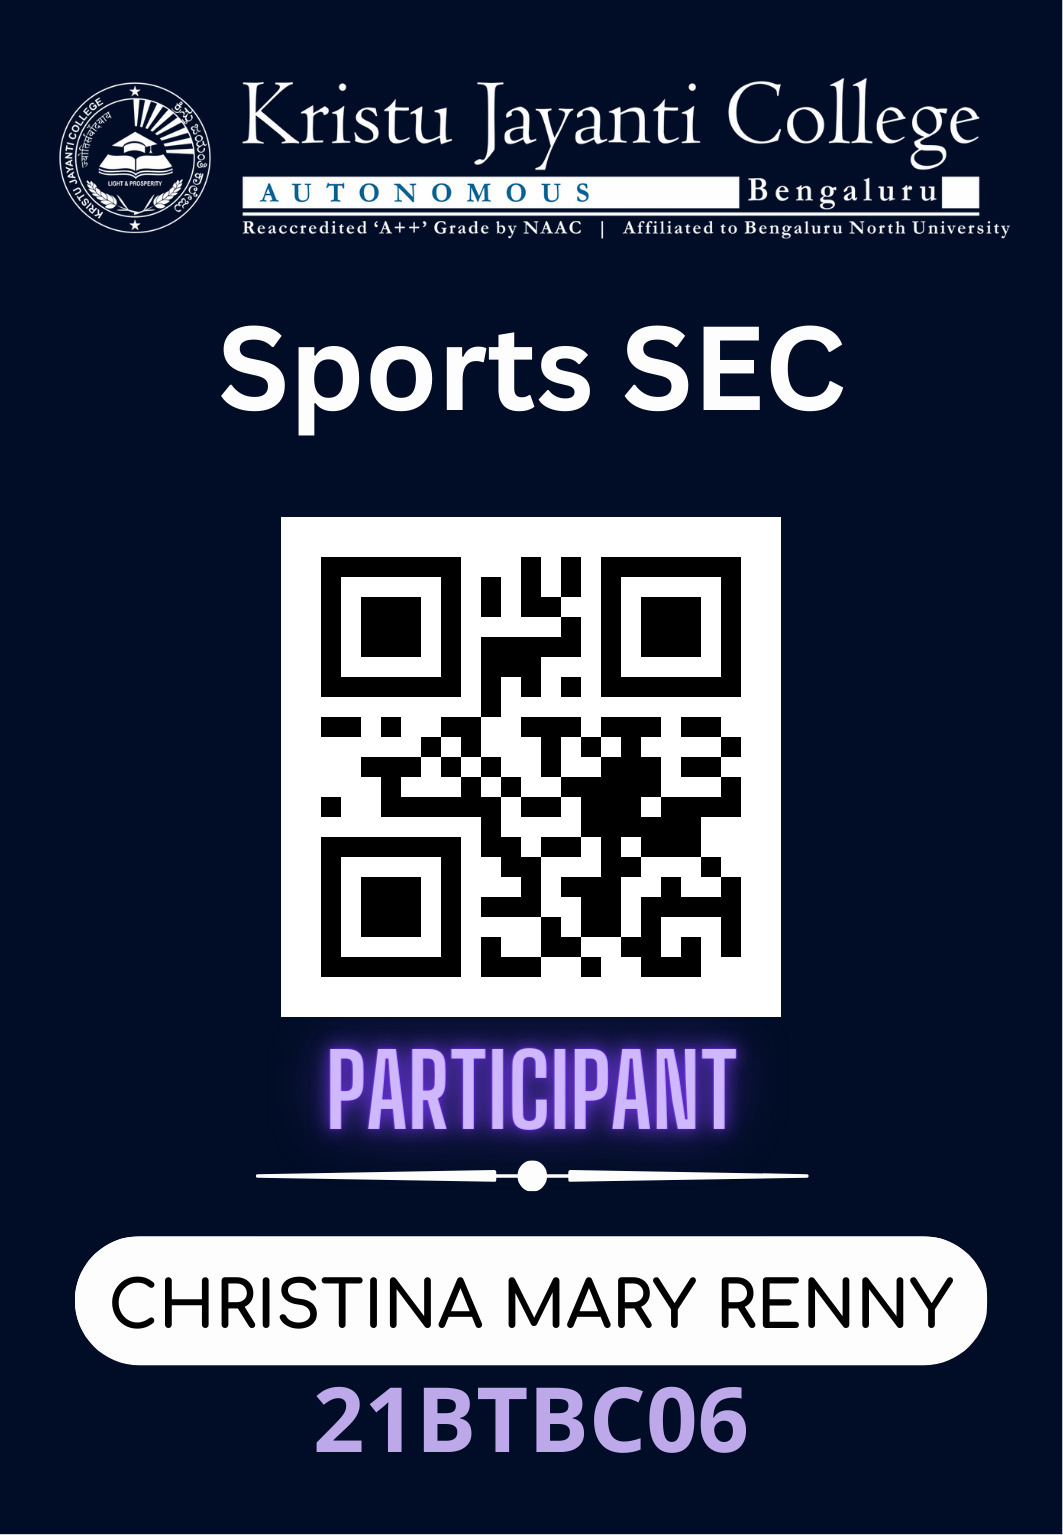 KRISTU JAYANTI COLLEGE
ಕ್ರಿಸ್ತು ಜಯಂತಿ ಕಾಲೇಜು
LIGHT & PROSPERITY
Kristu Jayanti College
AUTONOMOUS Bengaluru
Reaccredited ‘A++’ Grade by NAAC | Affiliated to Bengaluru North University
Sports SEC
PARTICIPANT
CHRISTINA MARY RENNY
21BTBC06